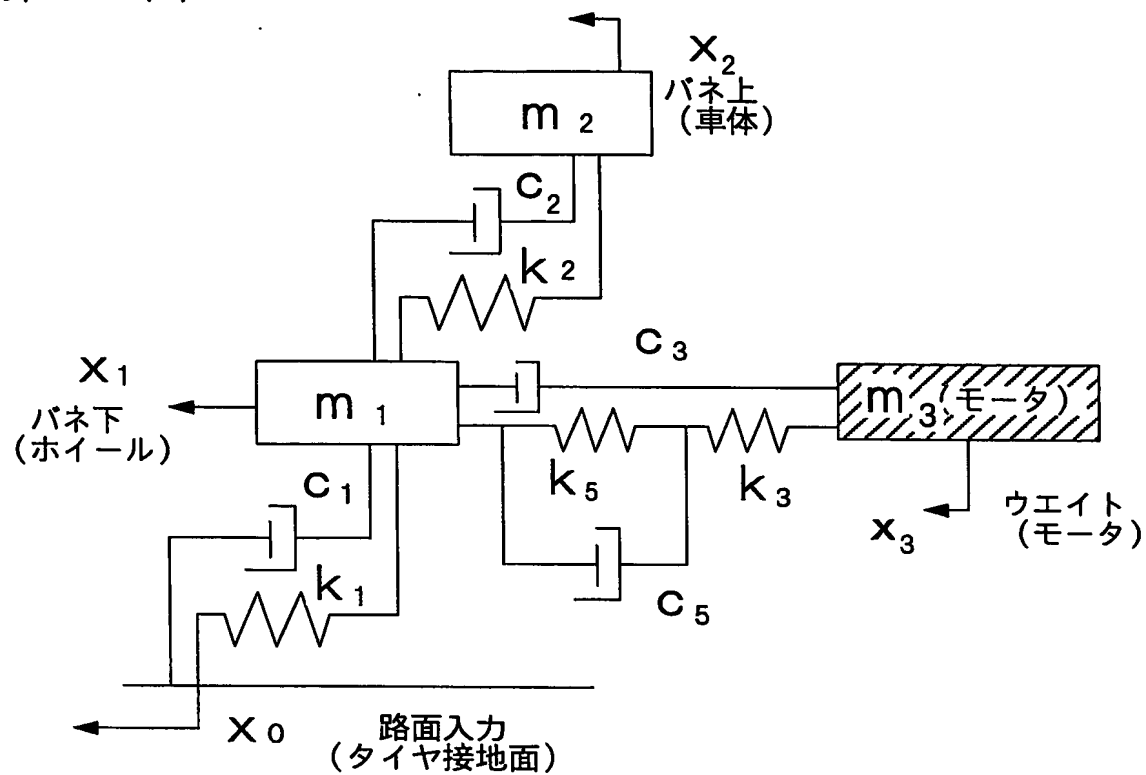 x₂
バネ上
(車体)
m₂
c₂
k₂
c₃
x₁
バネ下
(ホイール)
m₁
m₃(モータ)
k₅
k₃
c₁
ウエイト
(モータ)
x₃
k₁
c₅
x₀
路面入力
(タイヤ接地面)